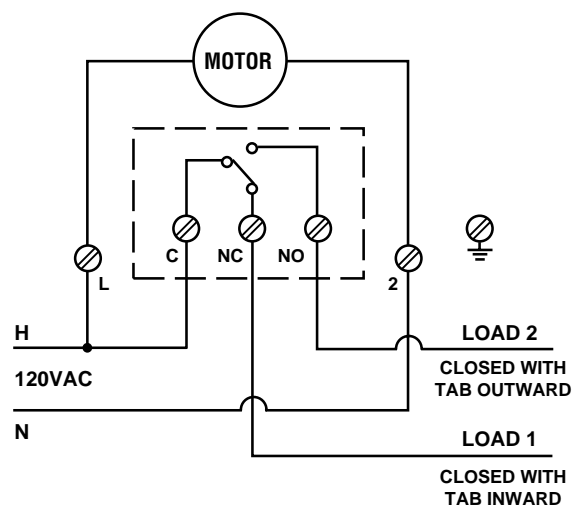 MOTOR
C
NC
NO
L
2
H
LOAD 2
120VAC
CLOSED WITH
TAB OUTWARD
N
LOAD 1
CLOSED WITH
TAB INWARD